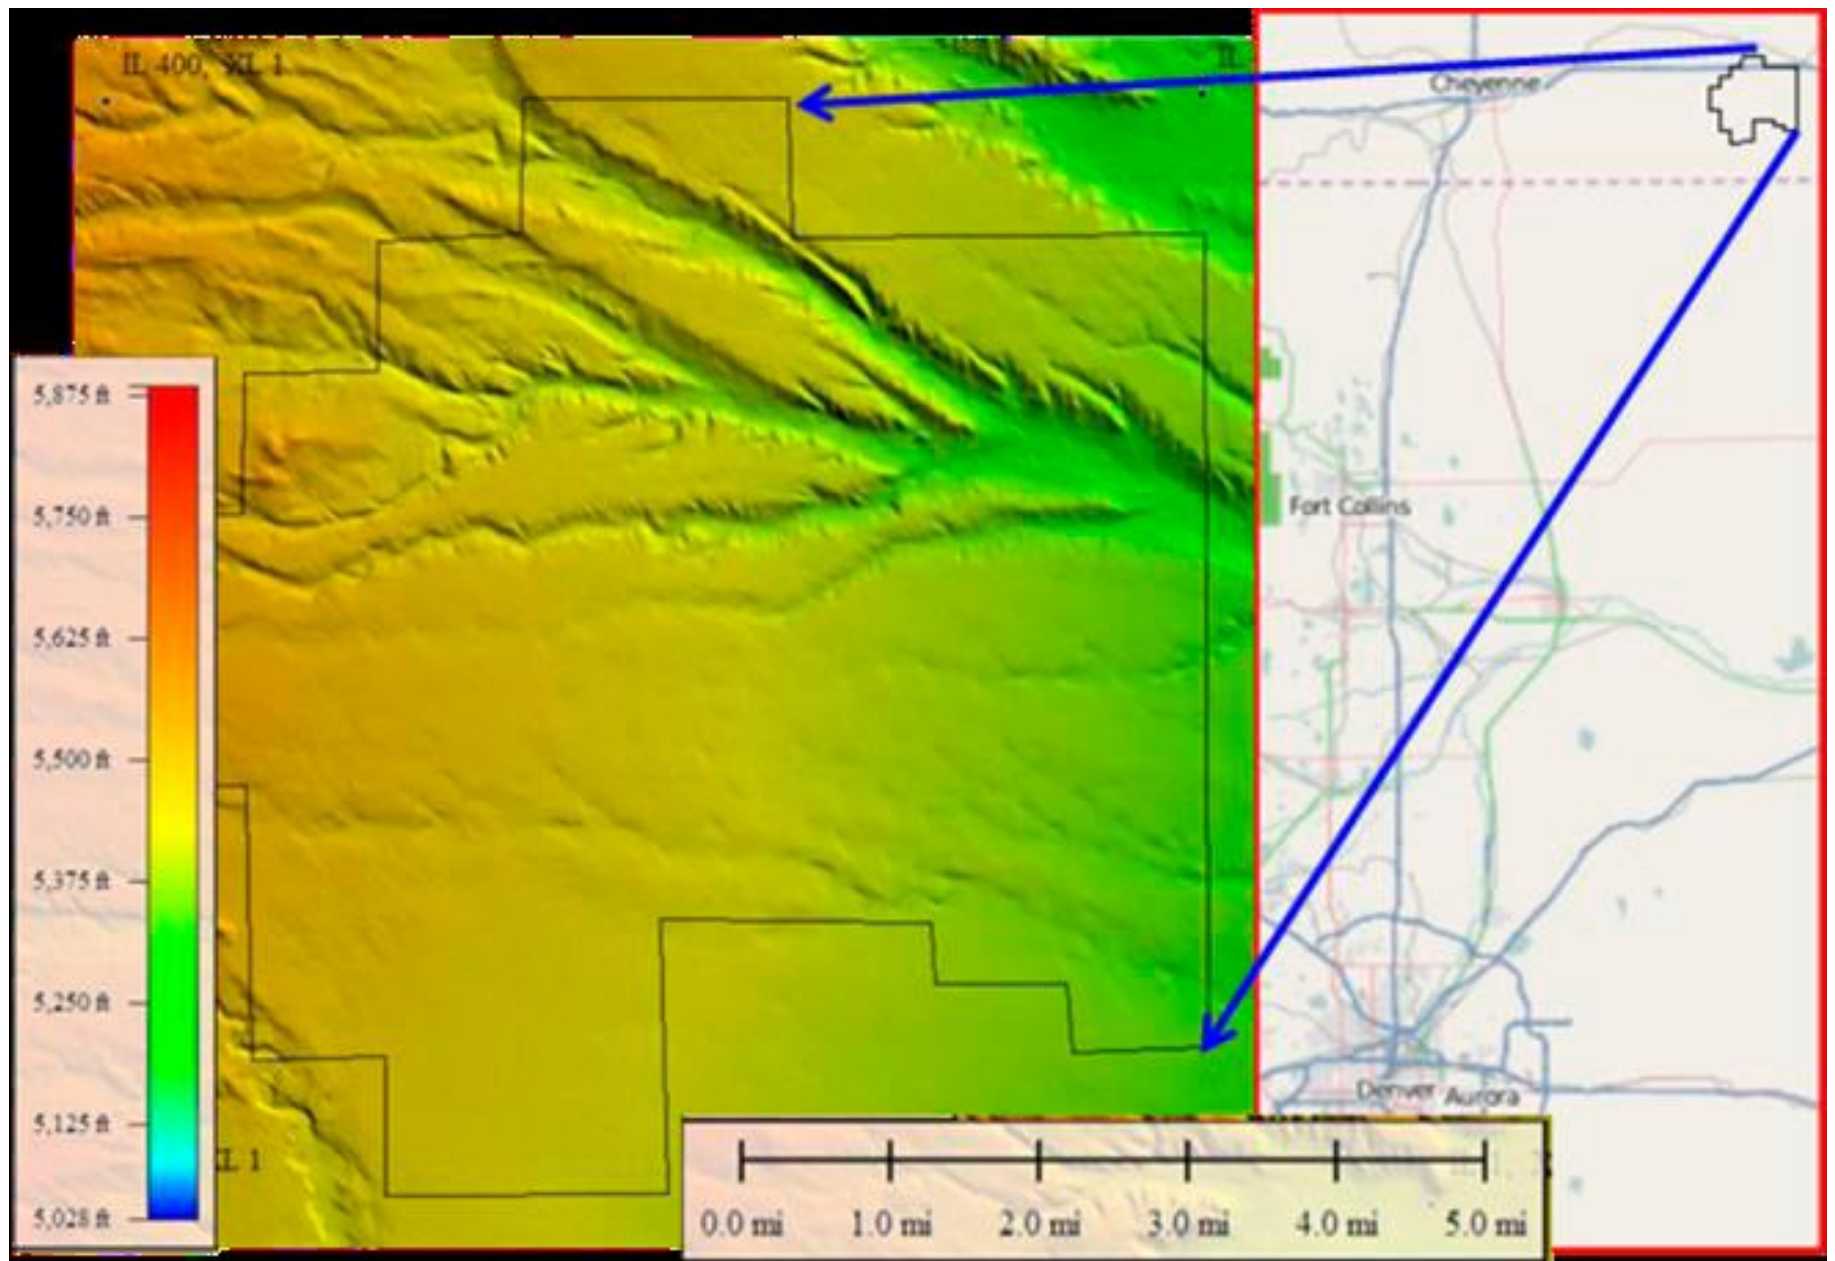 IL 400, XL 1
IL
Cheyenne
5,875 ft
5,750 ft
Fort Collins
5,625 ft
5,500 ft
5,375 ft
5,250 ft
Denver Aurora
5,125 ft
XL 1
5,028 ft
0.0 mi 1.0 mi 2.0 mi 3.0 mi 4.0 mi 5.0 mi